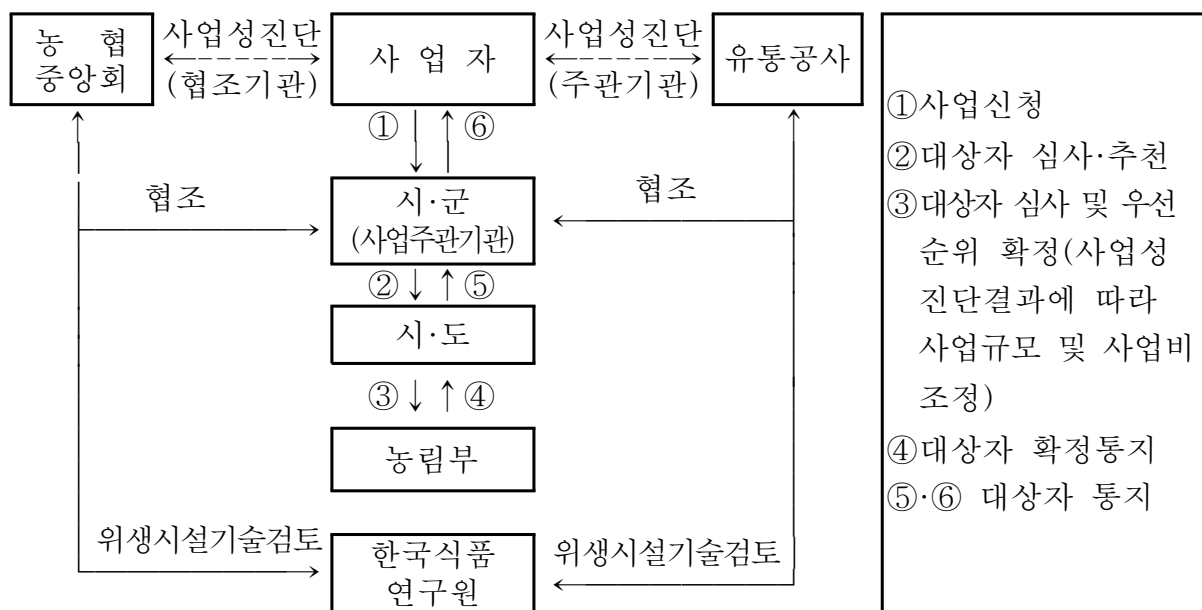 농 협
중앙회
사업성진단
(협조기관)
사 업 자
사업성진단
(주관기관)
유통공사
① ⑥
협조
시·군
(사업주관기관)
협조
② ⑤
시·도
③ ④
농림부
위생시설기술검토
한국식품
연구원
위생시설기술검토
①사업신청
②대상자 심사·추천
③대상자 심사 및 우선
순위 확정(사업성
진단결과에 따라
사업규모 및 사업비
조정)
④대상자 확정통지
⑤·⑥ 대상자 통지